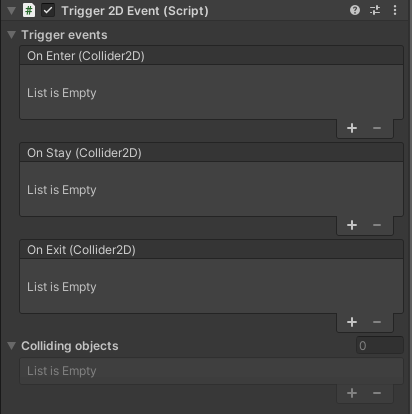 # Trigger 2D Event (Script)
Trigger events
On Enter (Collider2D)
List is Empty
+ −
On Stay (Collider2D)
List is Empty
+ −
On Exit (Collider2D)
List is Empty
+ −
Colliding objects 0
List is Empty
+ −